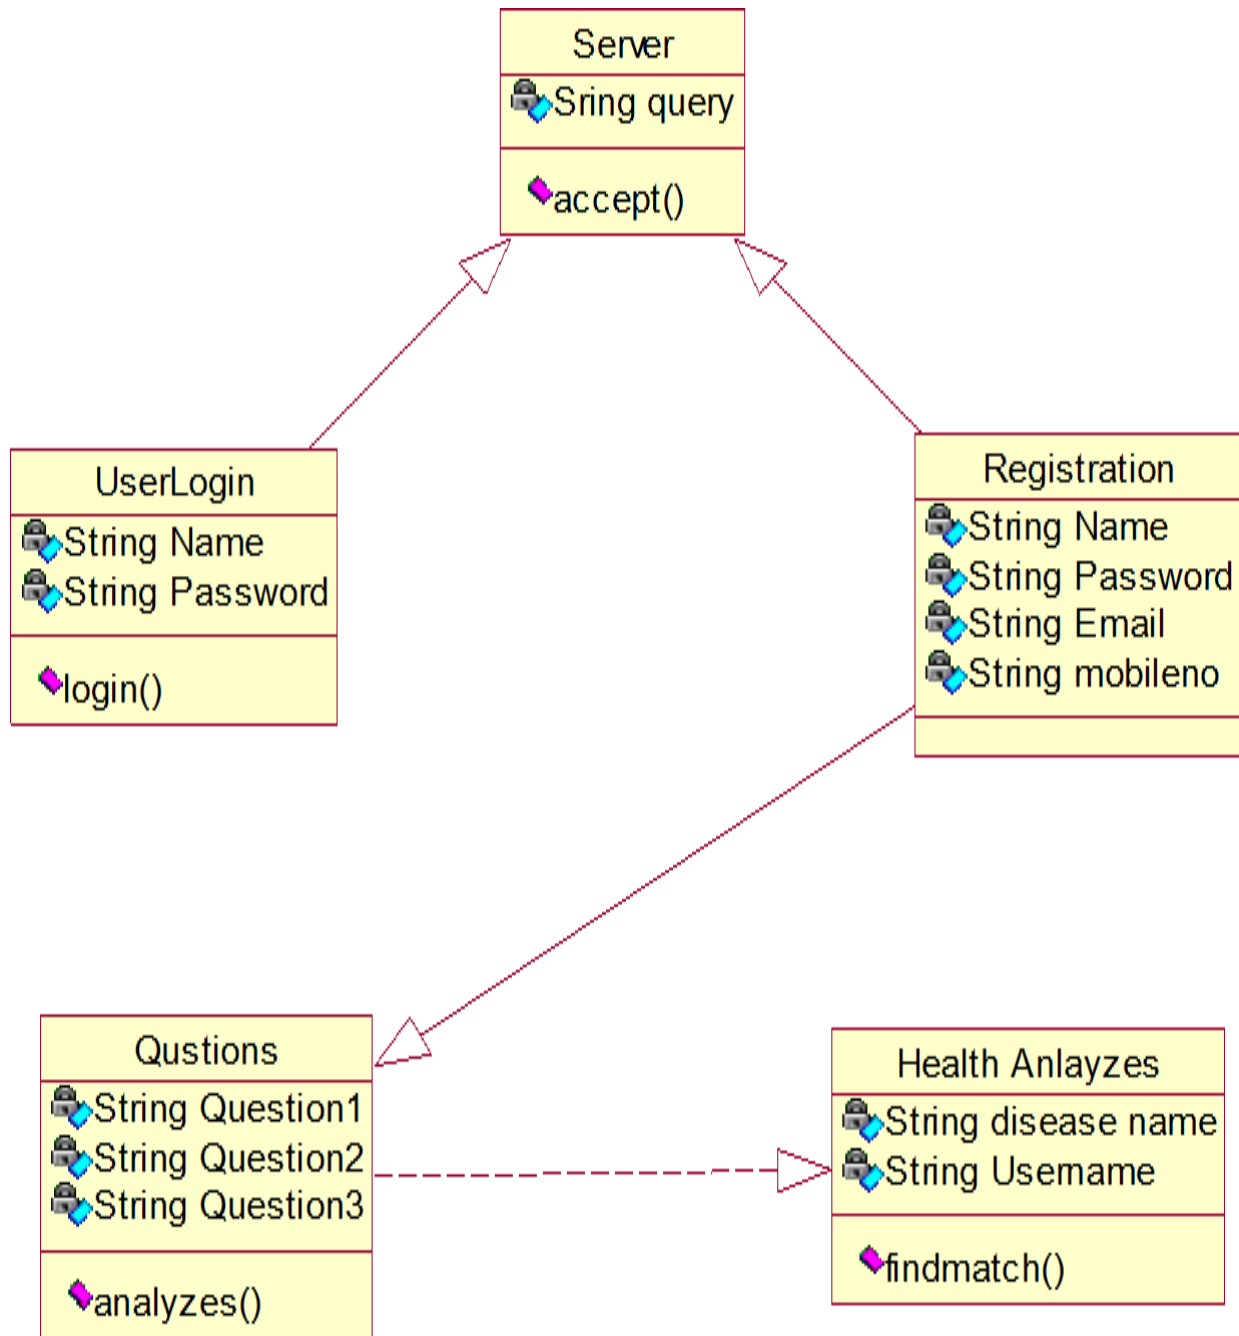 Server
Sring query
accept()
UserLogin
String Name
String Password
login()
Registration
String Name
String Password
String Email
String mobileno
Qustions
String Question1
String Question2
String Question3
analyzes()
Health Anlayzes
String disease name
String Username
findmatch()